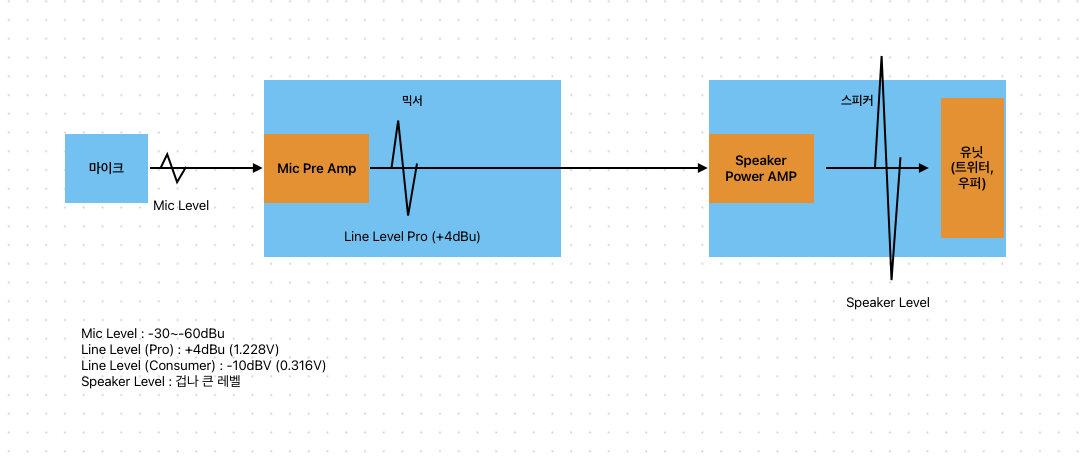 믹서
스피커
마이크
Mic Pre Amp
Speaker
Power AMP
유닛
(트위터,
우퍼)
Mic Level
Line Level Pro (+4dBu)
Speaker Level
Mic Level : -30~-60dBu
Line Level (Pro) : +4dBu (1.228V)
Line Level (Consumer) : -10dBV (0.316V)
Speaker Level : 겁나 큰 레벨